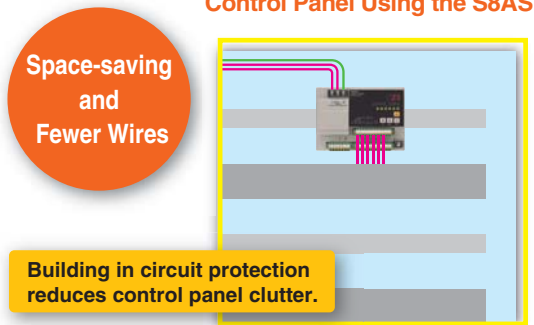 Control Panel Using the S8AS
Space-saving
and
Fewer Wires
Building in circuit protection
reduces control panel clutter.